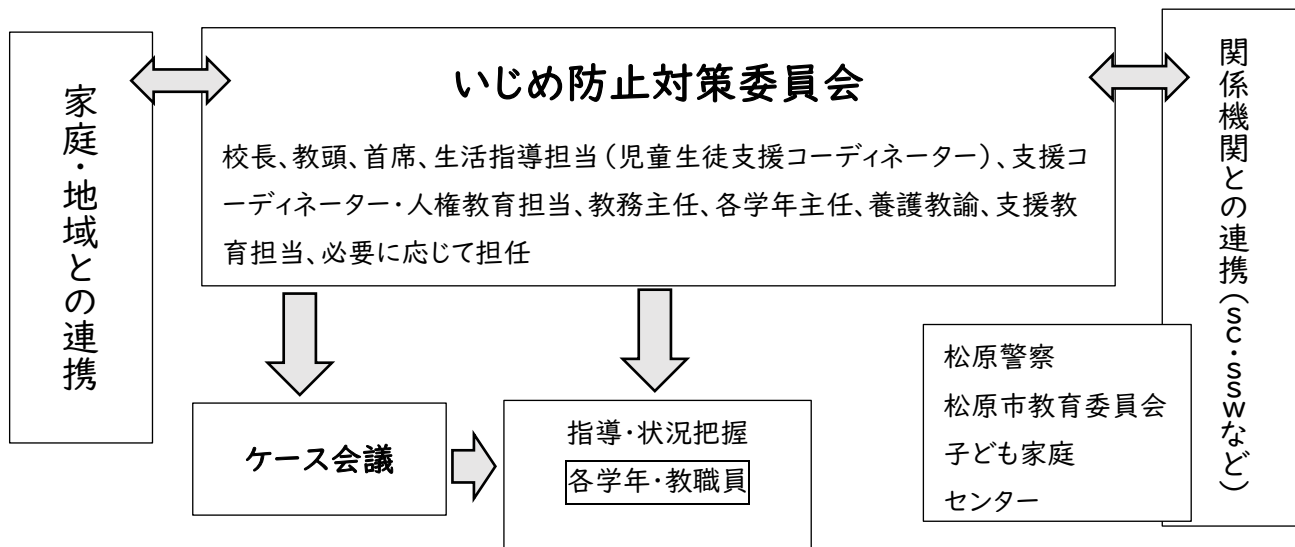 家庭・地域との連携
いじめ防止対策委員会
校長、教頭、首席、生活指導担当(児童生徒支援コーディネーター)、支援コ
ーディネーター・人権教育担当、教務主任、各学年主任、養護教諭、支援教
育担当、必要に応じて担任
関係機関との連携(sc・sswなど)
ケース会議
指導・状況把握
各学年・教職員
松原警察
松原市教育委員会
子ども家庭
センター